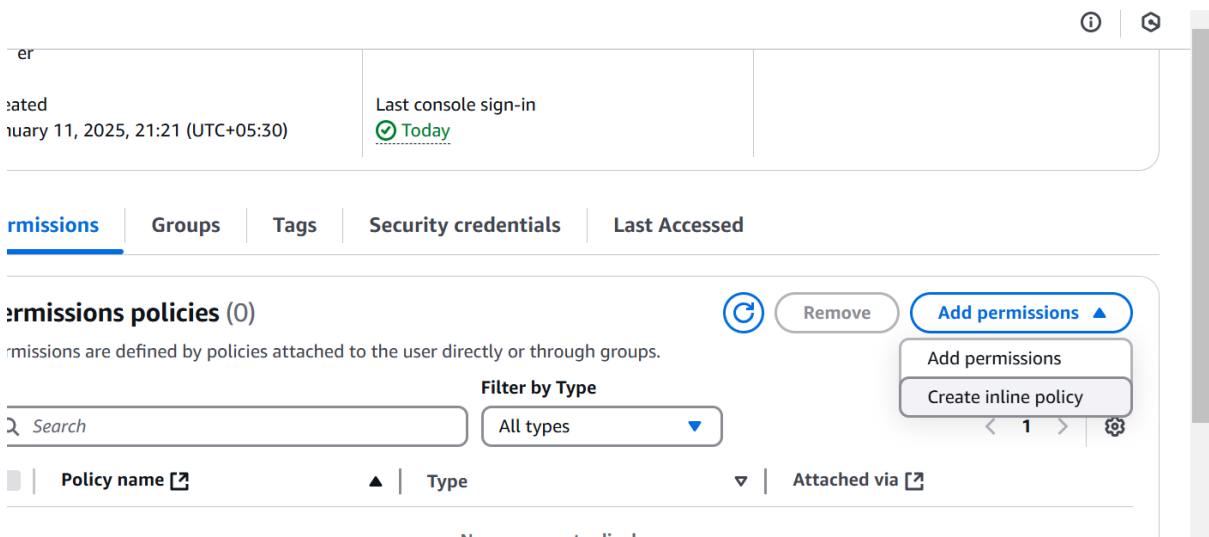 er
eated
Last console sign-in
nuary 11, 2025, 21:21 (UTC+05:30)
Today
rmissions
Groups
Tags
Security credentials
Last Accessed
ermissions policies (0)
Remove
Add permissions
rmissions are defined by policies attached to the user directly or through groups.
Add permissions
Create inline policy
Filter by Type
Search
All types
1
Policy name
Type
Attached via